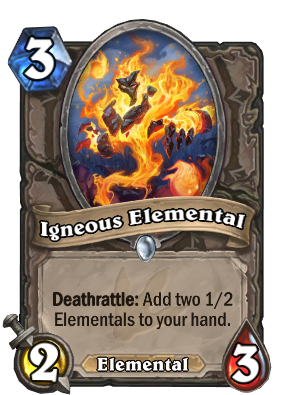 3
Igneous Elemental
Deathrattle: Add two 1/2
Elementals to your hand.
2
Elemental
3